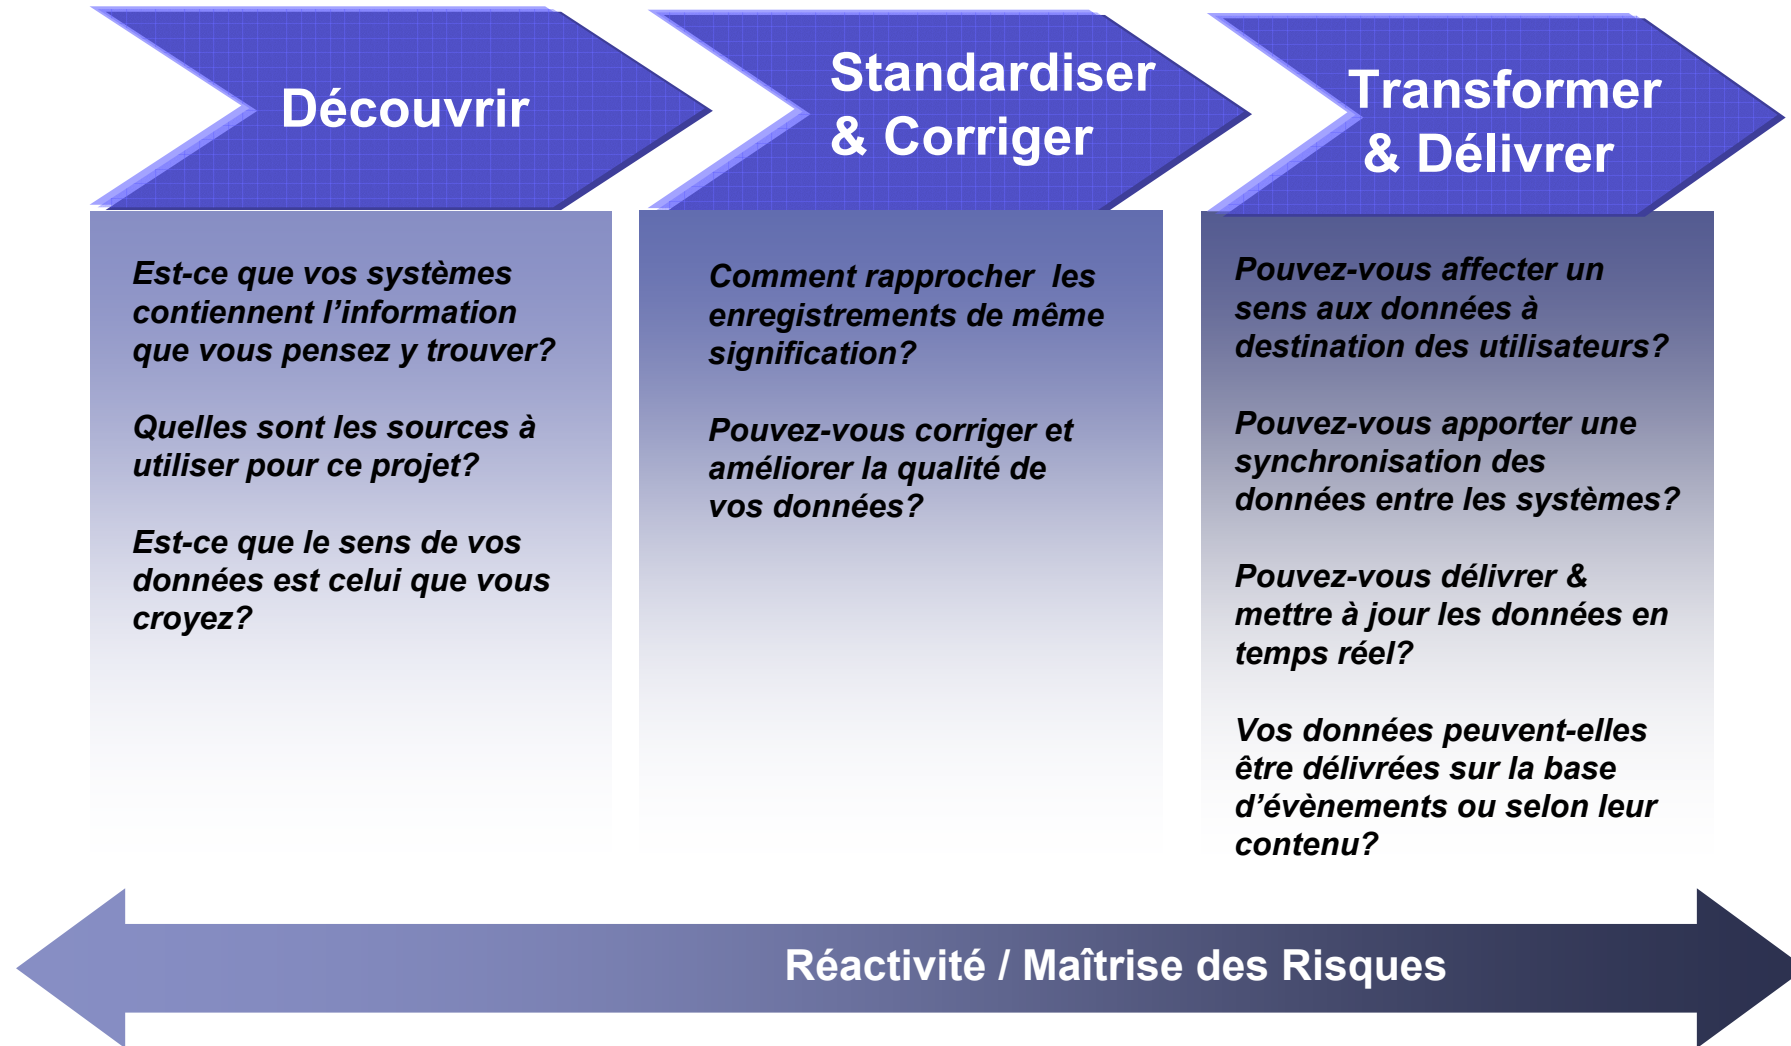 Découvrir
Est-ce que vos systèmes
contiennent l’information
que vous pensez y trouver?
Quelles sont les sources à
utiliser pour ce projet?
Est-ce que le sens de vos
données est celui que vous
croyez?
Standardiser
& Corriger
Comment rapprocher  les
enregistrements de même
signification?
Pouvez-vous corriger et
améliorer la qualité de
vos données?
Transformer
& Délivrer
Pouvez-vous affecter un
sens aux données à
destination des utilisateurs?
Pouvez-vous apporter une
synchronisation des
données entre les systèmes?
Pouvez-vous délivrer &
mettre à jour les données en
temps réel?
Vos données peuvent-elles
être délivrées sur la base
d’évènements ou selon leur
contenu?
Réactivité / Maîtrise des Risques